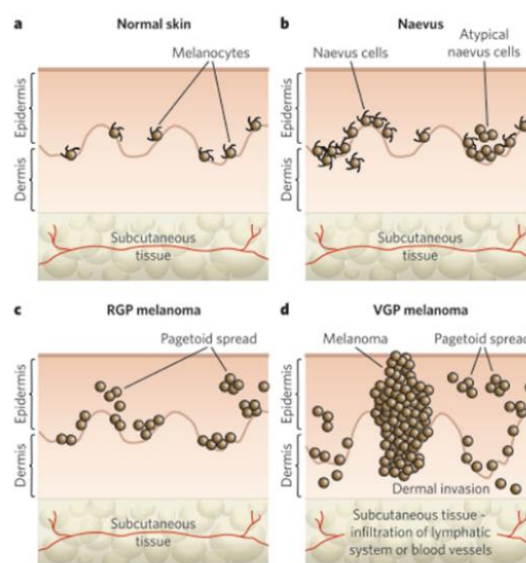 a Normal skin
Melanocytes
Epidermis
Dermis
Subcutaneous
tissue
b Naevus
Naevus cells
Atypical
naevus cells
Epidermis
Dermis
Subcutaneous
tissue
c RGP melanoma
Pagetoid spread
Epidermis
Dermis
Subcutaneous
tissue
d VGP melanoma
Melanoma
Pagetoid spread
Epidermis
Dermis
Dermal invasion
Subcutaneous tissue -
infiltration of lymphatic
system or blood vessels